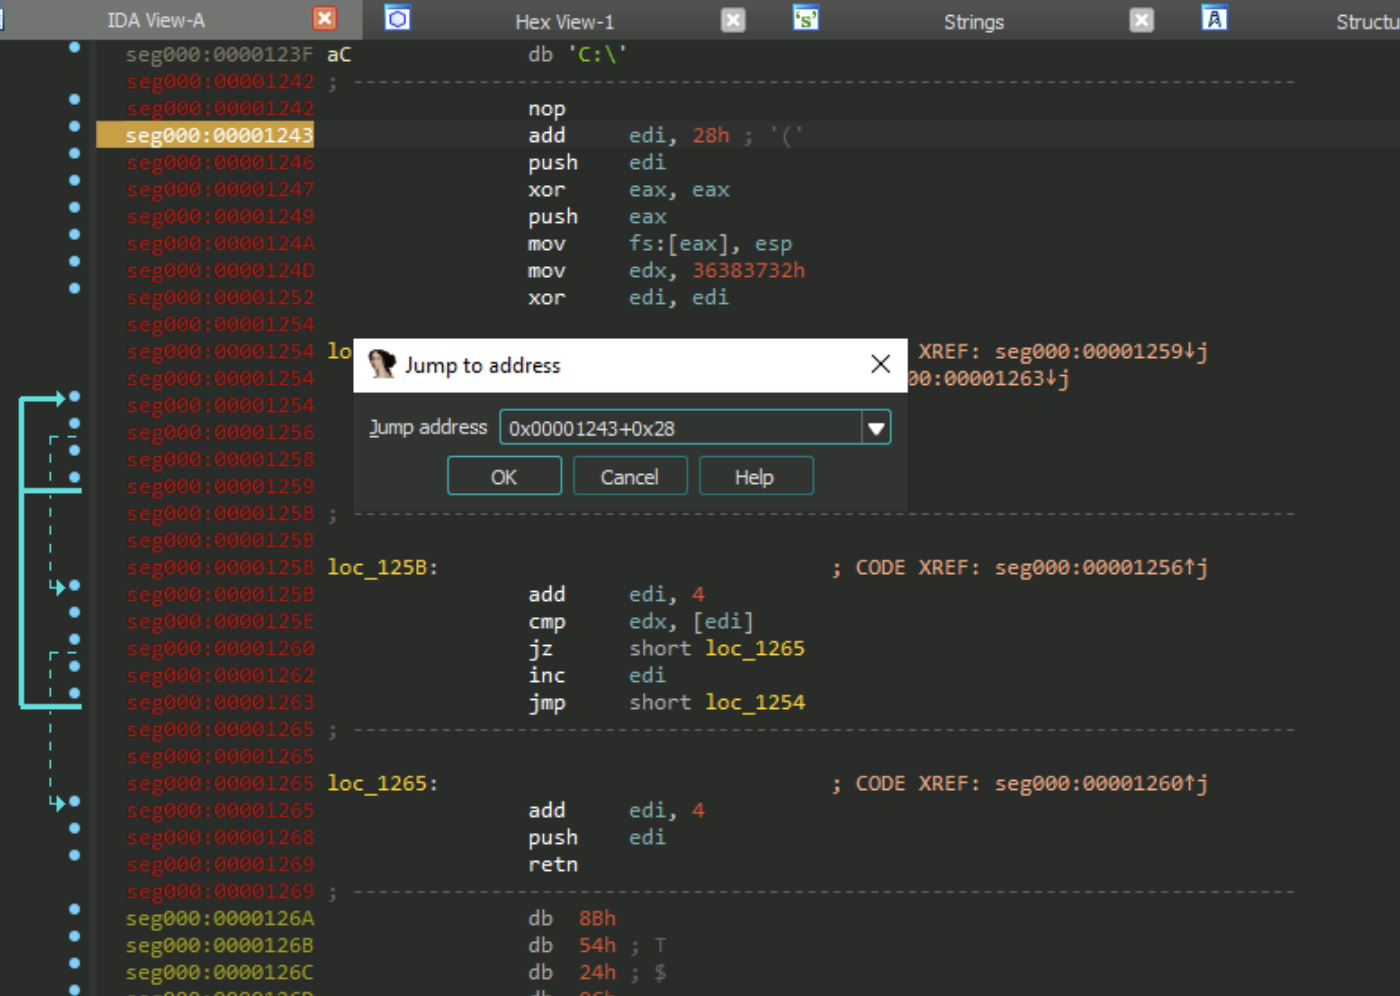 IDA View-A Hex View-1 's' Strings Structu
seg000:0000123F aC db 'C:\'
seg000:00001242 ; ---------------------------------------------------------------------------
seg000:00001242 nop
seg000:00001243 add edi, 28h ; '('
seg000:00001246 push edi
seg000:00001247 xor eax, eax
seg000:00001249 push eax
seg000:0000124A mov fs:[eax], esp
seg000:0000124D mov edx, 36383732h
seg000:00001252 xor edi, edi
seg000:00001254
seg000:00001254 lo XREF: seg000:00001259↓j
seg000:00001254 00:00001263↓j
seg000:00001254
seg000:00001256
seg000:00001258
seg000:00001259
Jump to address
Jump address 0x00001243+0x28
OK Cancel Help
seg000:0000125B ; ---------------------------------------------------------------------------
seg000:0000125B
seg000:0000125B loc_125B: ; CODE XREF: seg000:00001256↑j
seg000:0000125B add edi, 4
seg000:0000125E cmp edx, [edi]
seg000:00001260 jz short loc_1265
seg000:00001262 inc edi
seg000:00001263 jmp short loc_1254
seg000:00001265 ; ---------------------------------------------------------------------------
seg000:00001265
seg000:00001265 loc_1265: ; CODE XREF: seg000:00001260↑j
seg000:00001265 add edi, 4
seg000:00001268 push edi
seg000:00001269 retn
seg000:00001269 ; ---------------------------------------------------------------------------
seg000:0000126A db 8Bh
seg000:0000126B db 54h ; T
seg000:0000126C db 24h ; $